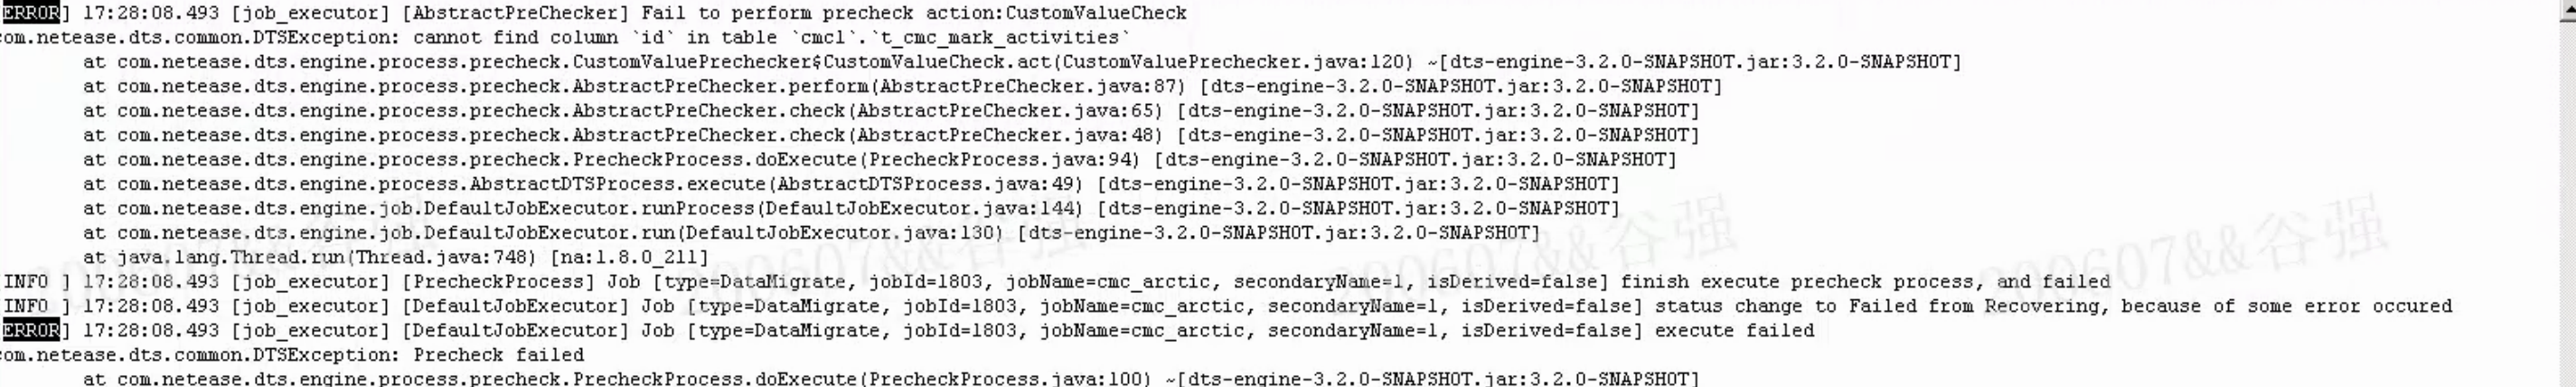 ERROR] 17:28:08.493 [job_executor] [AbstractPreChecker] Fail to perform precheck action:CustomValueCheck
com.netease.dts.common.DTSException: cannot find column `id` in table `cmcl`.`t_cmc_mark_activities`
at com.netease.dts.engine.process.precheck.CustomValuePrechecker$CustomValueCheck.act(CustomValuePrechecker.java:120) ~[dts-engine-3.2.0-SNAPSHOT.jar:3.2.0-SNAPSHOT]
at com.netease.dts.engine.process.precheck.AbstractPreChecker.perform(AbstractPreChecker.java:87) [dts-engine-3.2.0-SNAPSHOT.jar:3.2.0-SNAPSHOT]
at com.netease.dts.engine.process.precheck.AbstractPreChecker.check(AbstractPreChecker.java:65) [dts-engine-3.2.0-SNAPSHOT.jar:3.2.0-SNAPSHOT]
at com.netease.dts.engine.process.precheck.AbstractPreChecker.check(AbstractPreChecker.java:48) [dts-engine-3.2.0-SNAPSHOT.jar:3.2.0-SNAPSHOT]
at com.netease.dts.engine.process.precheck.PrecheckProcess.doExecute(PrecheckProcess.java:94) [dts-engine-3.2.0-SNAPSHOT.jar:3.2.0-SNAPSHOT]
at com.netease.dts.engine.process.AbstractDTSProcess.execute(AbstractDTSProcess.java:49) [dts-engine-3.2.0-SNAPSHOT.jar:3.2.0-SNAPSHOT]
at com.netease.dts.engine.job.DefaultJobExecutor.runProcess(DefaultJobExecutor.java:144) [dts-engine-3.2.0-SNAPSHOT.jar:3.2.0-SNAPSHOT]
at com.netease.dts.engine.job.DefaultJobExecutor.run(DefaultJobExecutor.java:130) [dts-engine-3.2.0-SNAPSHOT.jar:3.2.0-SNAPSHOT]
at java.lang.Thread.run(Thread.java:748) [na:1.8.0_211]
INFO ] 17:28:08.493 [job_executor] [PrecheckProcess] Job [type=DataMigrate, jobId=1803, jobName=cmc_arctic, secondaryName=1, isDerived=false] finish execute precheck process, and failed
INFO ] 17:28:08.493 [job_executor] [DefaultJobExecutor] Job [type=DataMigrate, jobId=1803, jobName=cmc_arctic, secondaryName=1, isDerived=false] status change to Failed from Recovering, because of some error occured
ERROR] 17:28:08.493 [job_executor] [DefaultJobExecutor] Job [type=DataMigrate, jobId=1803, jobName=cmc_arctic, secondaryName=1, isDerived=false] execute failed
com.netease.dts.common.DTSException: Precheck failed
at com.netease.dts.engine.process.precheck.PrecheckProcess.doExecute(PrecheckProcess.java:100) ~[dts-engine-3.2.0-SNAPSHOT.jar:3.2.0-SNAPSHOT]